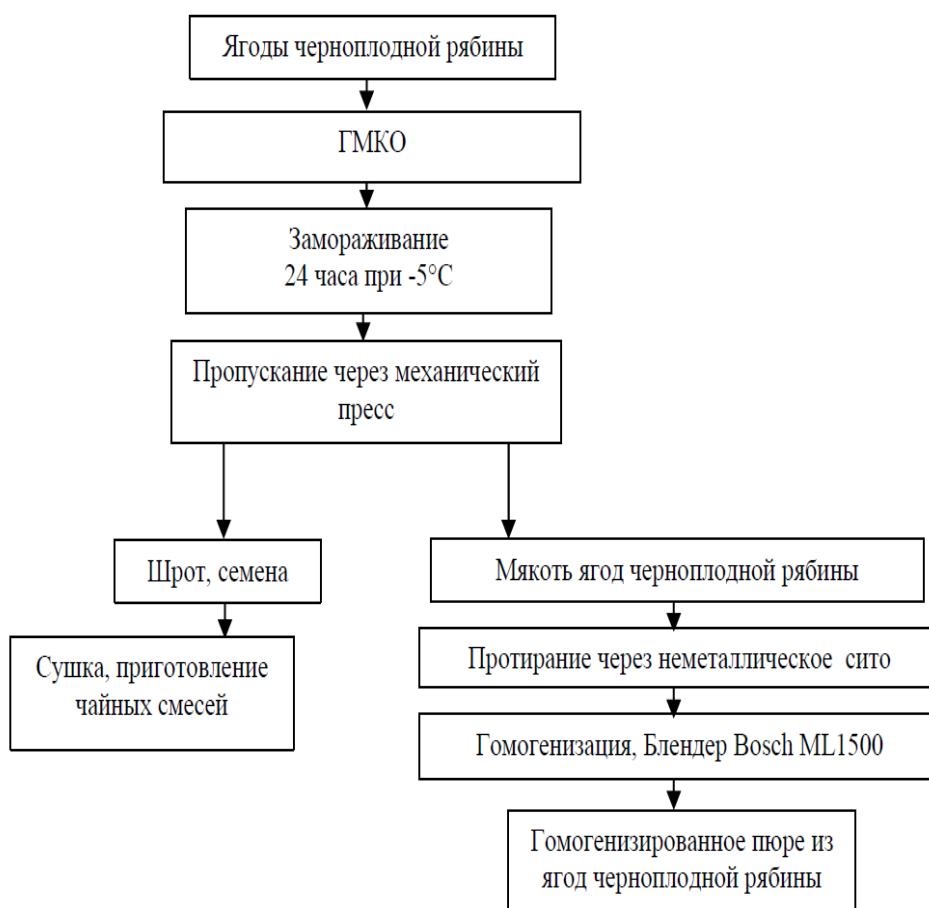 Ягоды черноплодной рябины
ГМКО
Замораживание
24 часа при -5°С
Пропускание через механический
пресс
Шрот, семена
Сушка, приготовление
чайных смесей
Мякоть ягод черноплодной рябины
Протирание через неметаллическое сито
Гомогенизация, Блендер Bosch ML1500
Гомогенизированное пюре из
ягод черноплодной рябины